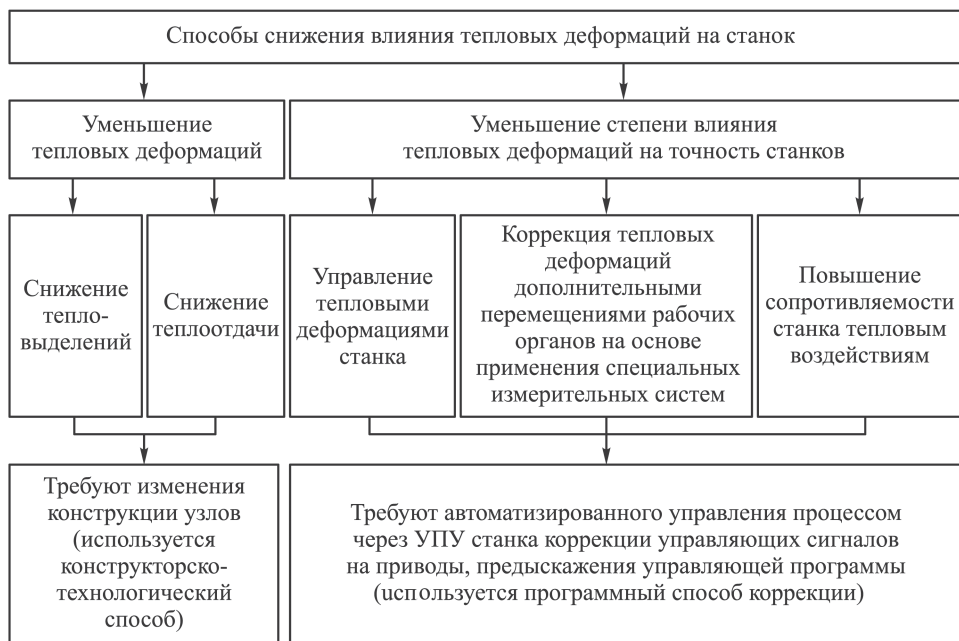 Способы снижения влияния тепловых деформаций на станок
Уменьшение
тепловых деформаций
Уменьшение степени влияния
тепловых деформаций на точность станков
Снижение
тепло-
выделений
Снижение
теплоотдачи
Управление
тепловыми
деформациями
станка
Коррекция тепловых
деформаций
дополнительными
перемещениями рабочих
органов на основе
применения специальных
измерительных систем
Повышение
сопротивляемости
станка тепловым
воздействиям
Требуют изменения
конструкции узлов
(используется
конструкторско-
технологический
способ)
Требуют автоматизированного управления процессом
через УПУ станка коррекции управляющих сигналов
на приводы, предыскажения управляющей программы
(используется программный способ коррекции)